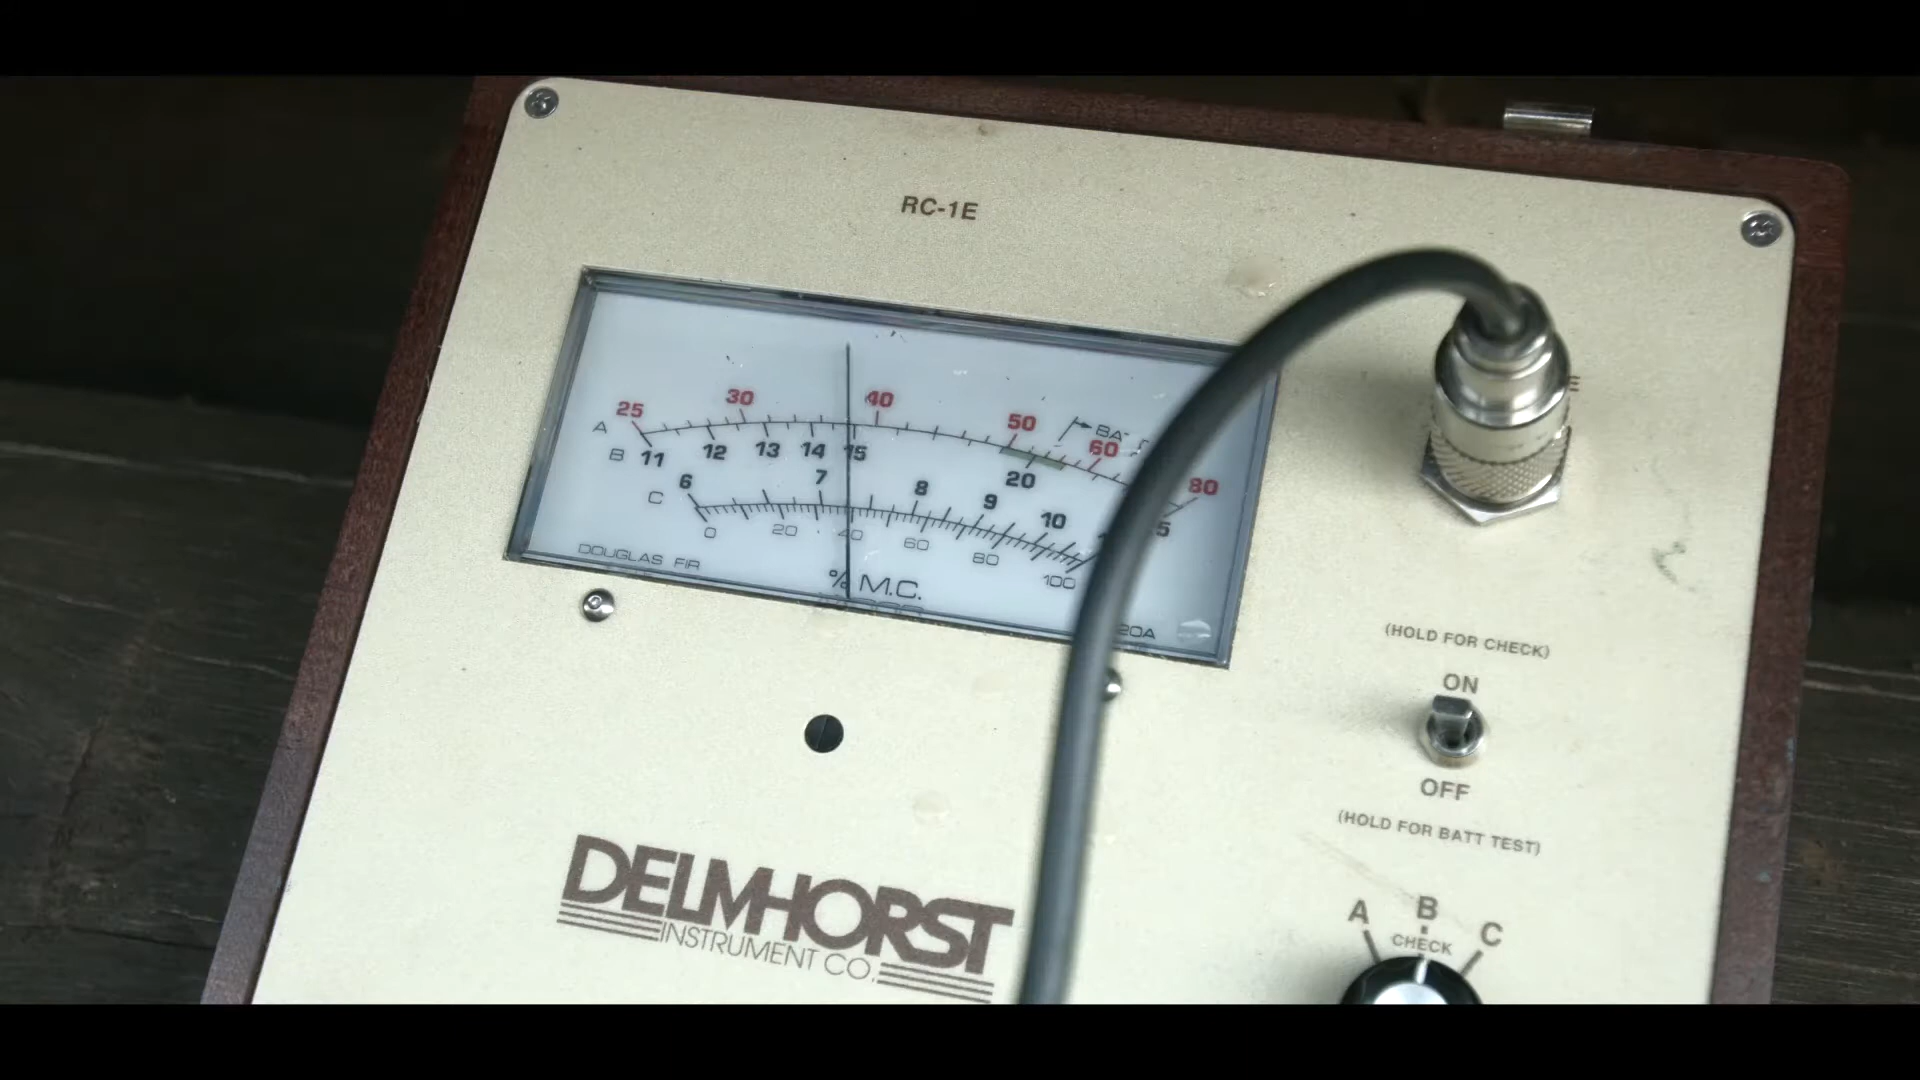 RC-1E
25 30 40 50 60 80
A
B 11 12 13 14 15 20
C 6 7 8 9 10
0 20 40 60 80 100
DOUGLAS FIR
% M.C.
(HOLD FOR CHECK)
ON
OFF
(HOLD FOR BATT TEST)
DELMHORST
INSTRUMENT CO.
A B C
CHECK